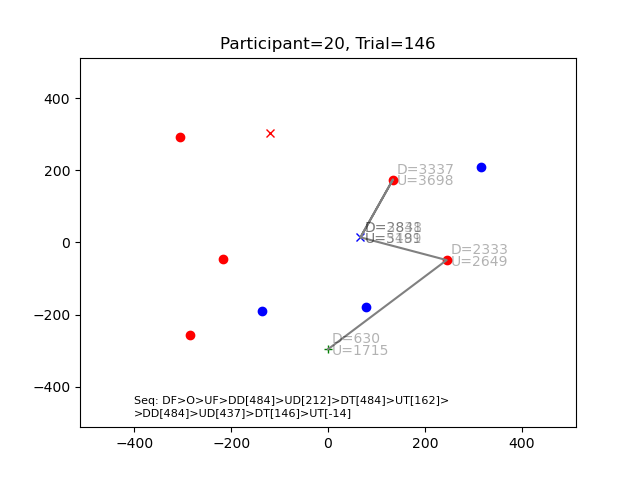 Participant=20, Trial=146
400
200
0
−200
−400
D=3337
U=3698
D=2333
U=2649
D=630
U=1715
Seq: DF>O>UF>DD[484]>UD[212]>DT[484]>UT[162]>
>DD[484]>UD[437]>DT[146]>UT[-14]
−400 −200 0 200 400